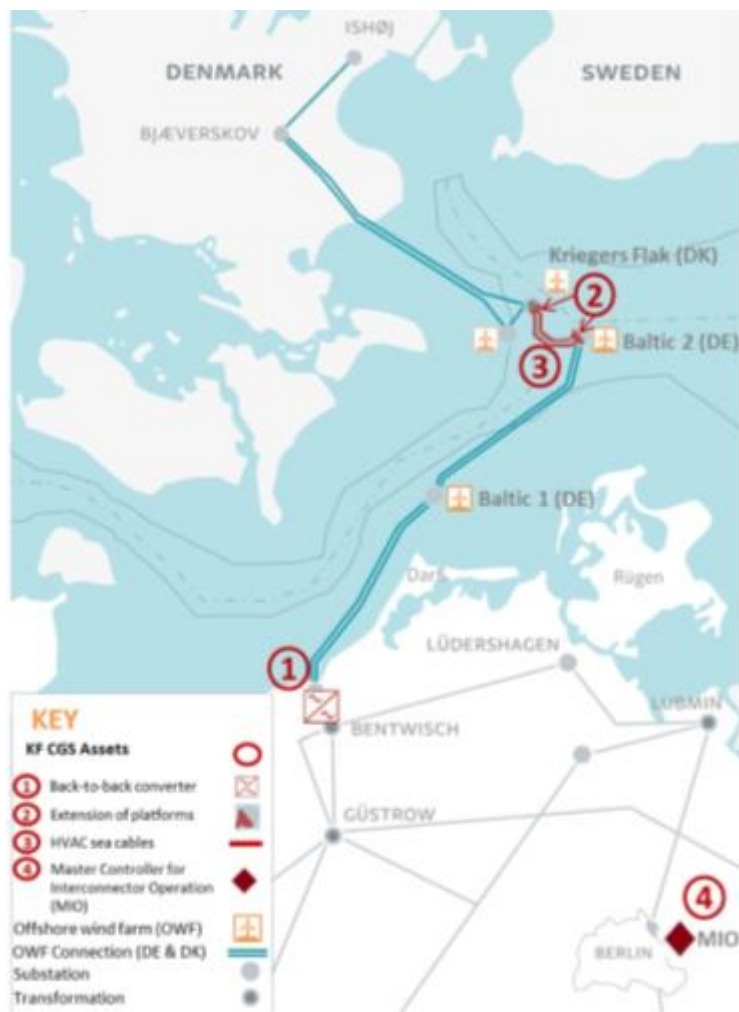 ISHØJ
DENMARK
SWEDEN
BJÆVERSKOV
Kriegers Flak (DK)
2
Baltic 2 (DE)
3
Baltic 1 (DE)
Darß
Rügen
LÜDERSHAGEN
1
LUBMIN
BENTWISCH
GÜSTROW
4
MIO
BERLIN
KEY
KF CGS Assets
1 Back-to-back converter
2 Extension of platforms
3 HVAC sea cables
4 Master Controller for
Interconnector Operation
(MIO)
Offshore wind farm (OWF)
OWF Connection (DE & DK)
Substation
Transformation